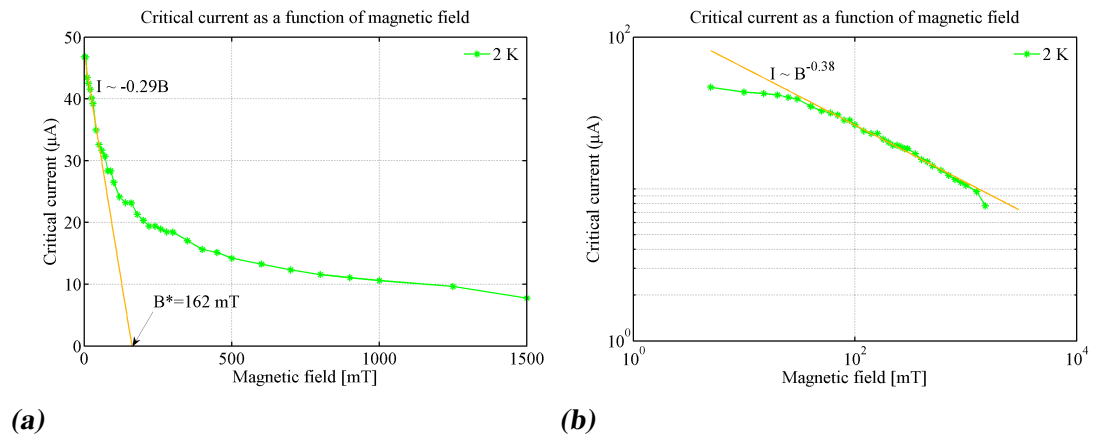 Critical current as a function of magnetic field
50
40
30
20
10
0
0
500
1000
1500
Critical current (μA)
Magnetic field [mT]
2 K
I ~ -0.29B
B*=162 mT
(a)
Critical current as a function of magnetic field
10^2
10^0
10^0
10^2
10^4
Critical current (μA)
Magnetic field [mT]
2 K
I ~ B^-0.38
(b)